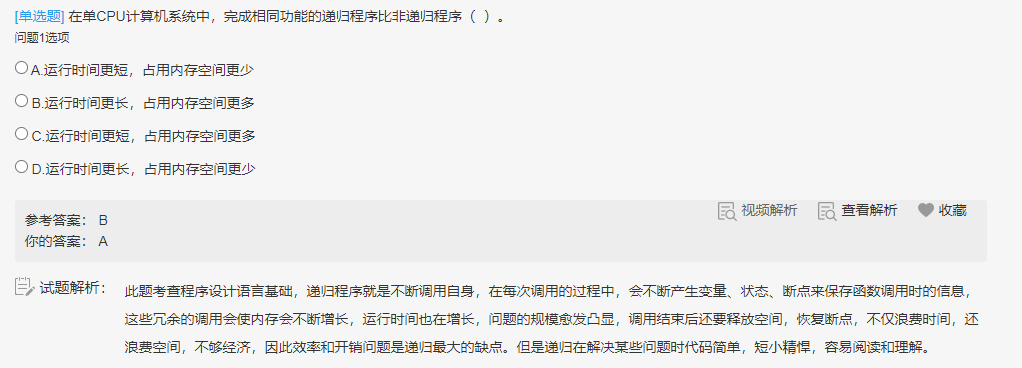 [单选题] 在单CPU计算机系统中，完成相同功能的递归程序比非递归程序（ ）。
问题1选项
A.运行时间更短，占用内存空间更少
B.运行时间更长，占用内存空间更多
C.运行时间更短，占用内存空间更多
D.运行时间更长，占用内存空间更少
参考答案： B
视频解析 查看解析 收藏
你的答案： A
试题解析： 此题考查程序设计语言基础，递归程序就是不断调用自身，在每次调用的过程中，会不断产生变量、状态、断点来保存函数调用时的信息，
这些冗余的调用会使内存会不断增长，运行时间也在增长，问题的规模愈发凸显，调用结束后还要释放空间，恢复断点，不仅浪费时间，还
浪费空间，不够经济，因此效率和开销问题是递归最大的缺点。但是递归在解决某些问题时代码简单，短小精悍，容易阅读和理解。